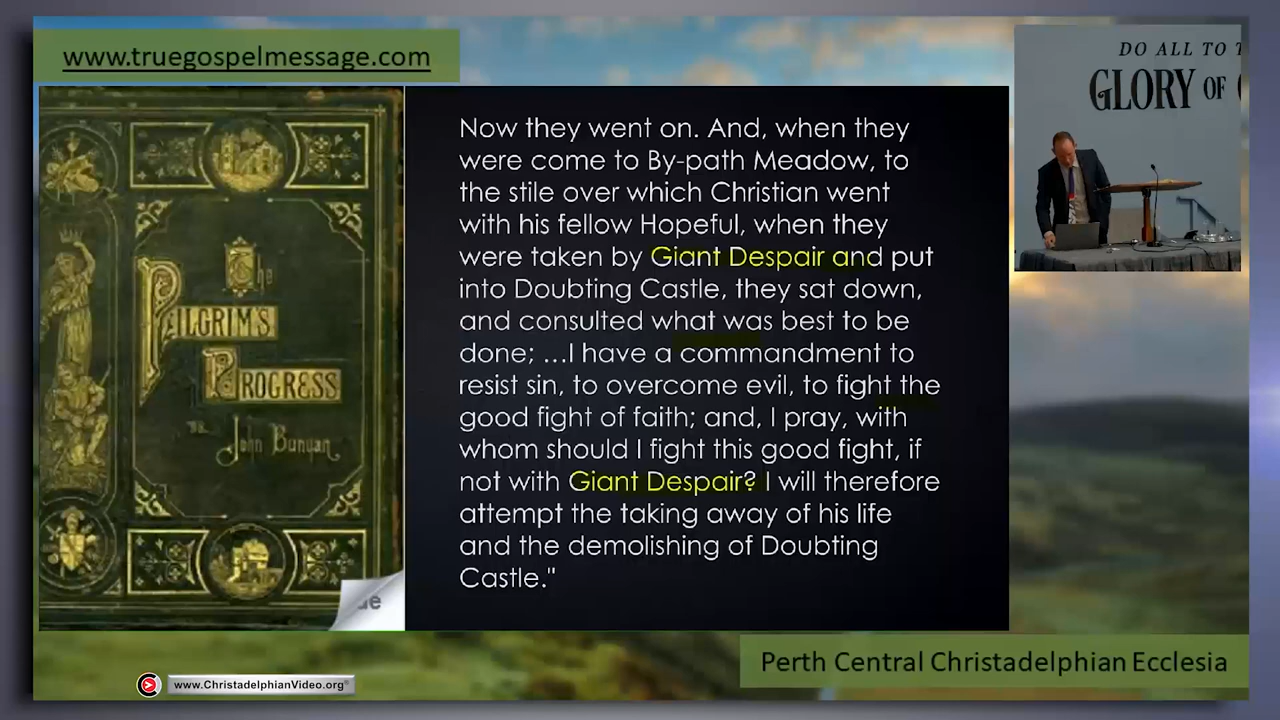 www.truegospelmessage.com
DO ALL TO T
GLORY OF
The
PILGRIM'S
PROGRESS
John Bunyan
Now they went on. And, when they
were come to By-path Meadow, to
the stile over which Christian went
with his fellow Hopeful, when they
were taken by Giant Despair and put
into Doubting Castle, they sat down,
and consulted what was best to be
done; …I have a commandment to
resist sin, to overcome evil, to fight the
good fight of faith; and, I pray, with
whom should I fight this good fight, if
not with Giant Despair? I will therefore
attempt the taking away of his life
and the demolishing of Doubting
Castle."
Perth Central Christadelphian Ecclesia
www.ChristadelphianVideo.org